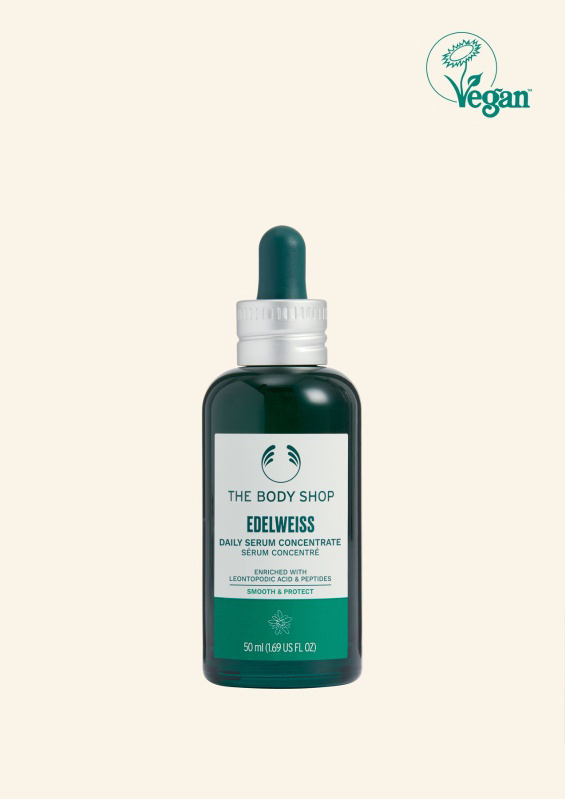 Vegan™
THE BODY SHOP
EDELWEISS
DAILY SERUM CONCENTRATE
SÉRUM CONCENTRÉ
ENRICHED WITH
LEONTOPODIC ACID & PEPTIDES
SMOOTH & PROTECT
50 ml (1.69 US FL OZ)